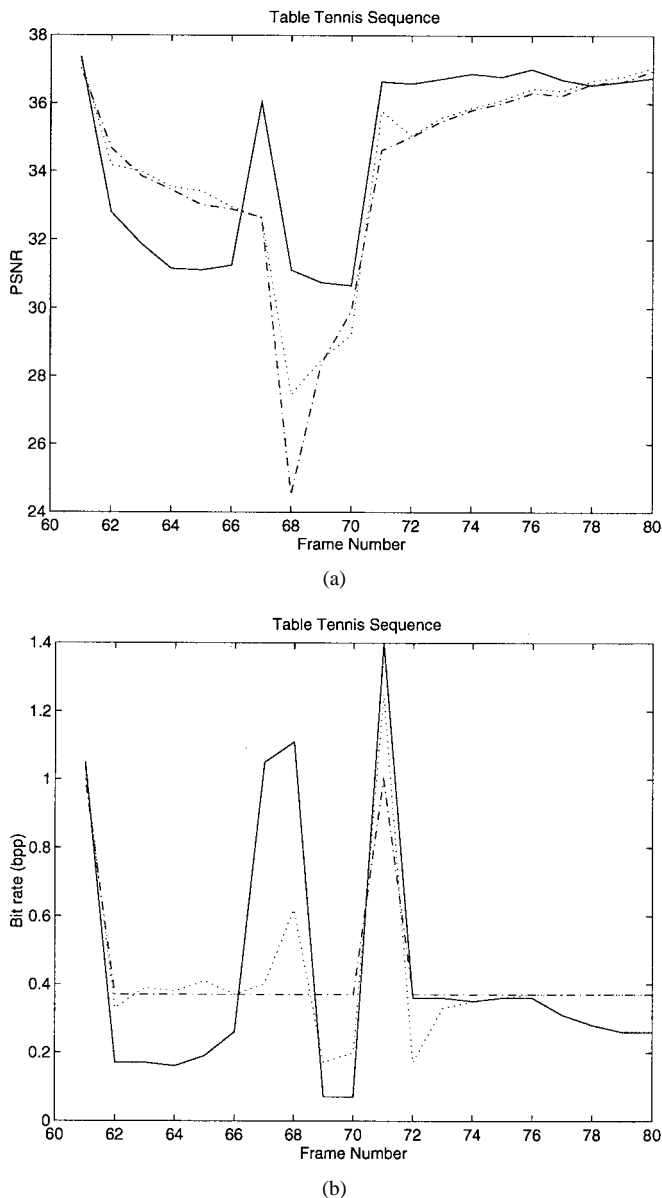 Table Tennis Sequence
38
36
34
32
30
28
26
24
PSNR
60 62 64 66 68 70 72 74 76 78 80
Frame Number
(a)
Table Tennis Sequence
1.4
1.2
1
0.8
0.6
0.4
0.2
0
Bit rate (bpp)
60 62 64 66 68 70 72 74 76 78 80
Frame Number
(b)